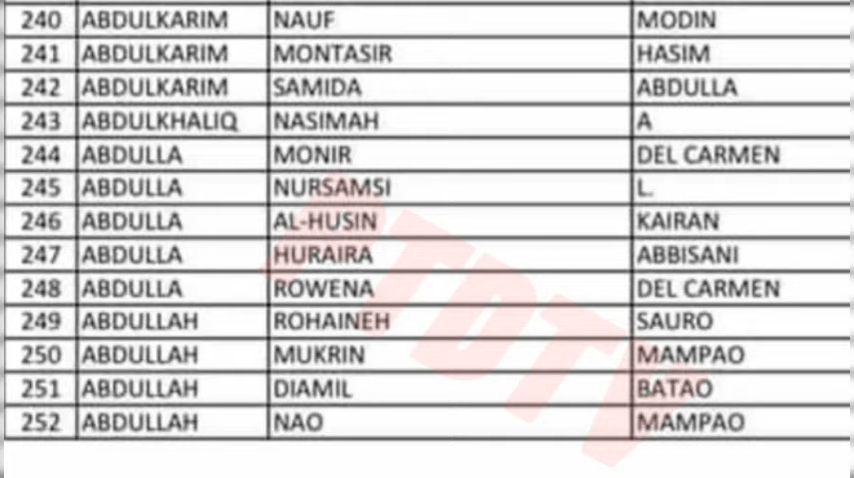 240 ABDULKARIM NAUF MODIN
241 ABDULKARIM MONTASIR HASIM
242 ABDULKARIM SAMIDA ABDULLA
243 ABDULKHALIQ NASIMAH A
244 ABDULLA MONIR DEL CARMEN
245 ABDULLA NURSAMSI L.
246 ABDULLA AL-HUSIN KAIRAN
247 ABDULLA HURAIRA ABBISANI
248 ABDULLA ROWENA DEL CARMEN
249 ABDULLAH ROHAINEH SAURO
250 ABDULLAH MUKRIN MAMPAO
251 ABDULLAH DIAMIL BATAO
252 ABDULLAH NAO MAMPAO